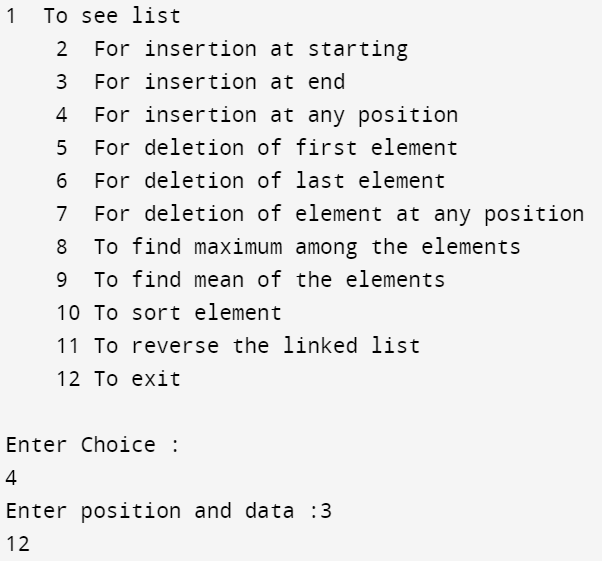 1  To see list
    2  For insertion at starting
    3  For insertion at end
    4  For insertion at any position
    5  For deletion of first element
    6  For deletion of last element
    7  For deletion of element at any position
    8  To find maximum among the elements
    9  To find mean of the elements
    10 To sort element
    11 To reverse the linked list
    12 To exit
Enter Choice :
4
Enter position and data :3
12